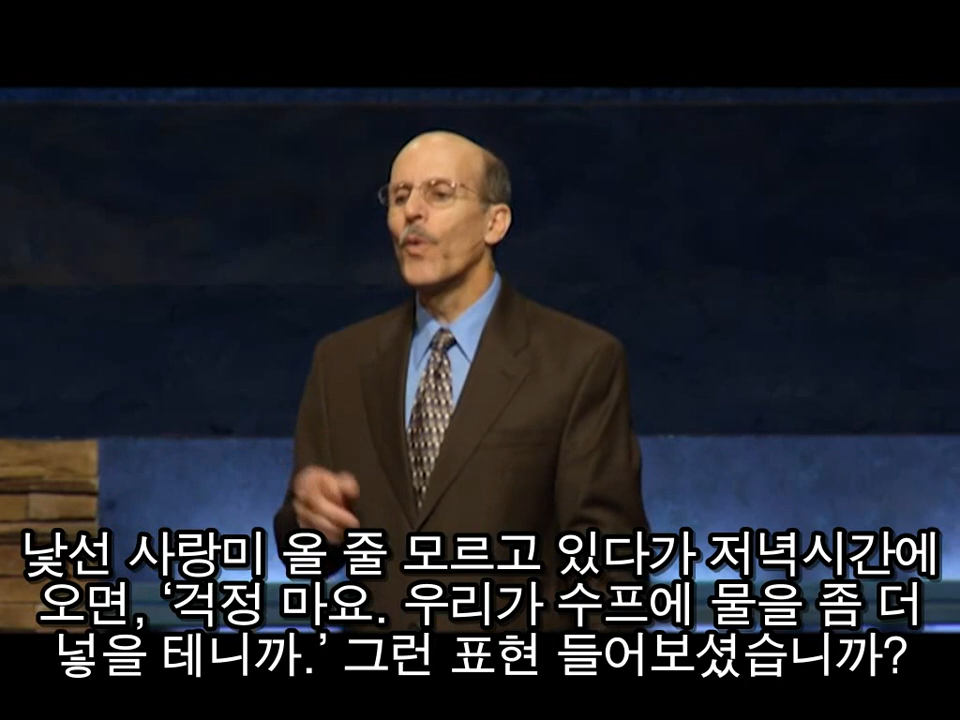 낯선 사랑미 올 줄 모르고 있다가 저녁시간에
오면, ‘걱정 마요. 우리가 수프에 물을 좀 더
넣을 테니까.’ 그런 표현 들어보셨습니까?